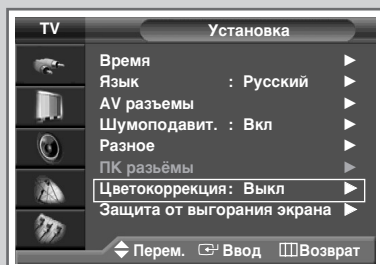 TV Установка
Время
Язык : Русский
AV разъемы
Шумоподавит. : Вкл
Разное
ПК разьёмы
Цветокоррекция: Выкл
Защита от выгорания экрана
Перем. Ввод Возврат